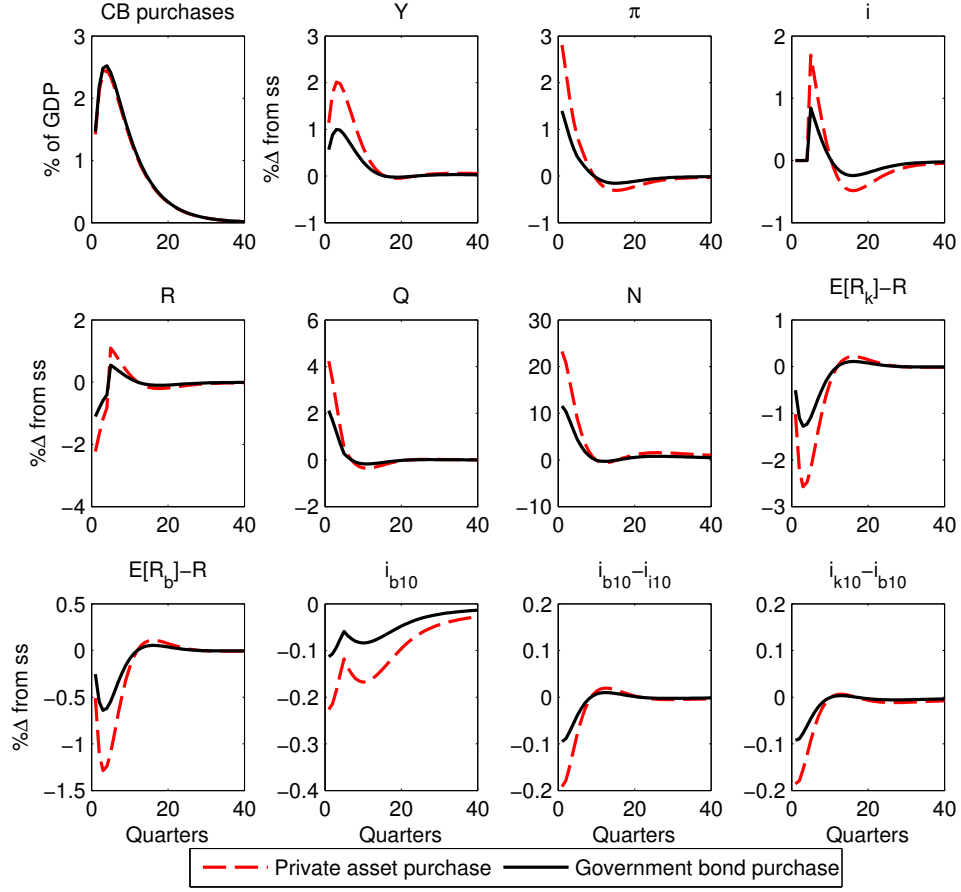 CB purchases
3
2
1
0
% of GDP
0 20 40
Y
3
2
1
0
−1
%Δ from ss
0 20 40
π
3
2
1
0
−1
0 20 40
i
2
1
0
−1
0 20 40
R
2
0
−2
−4
%Δ from ss
0 20 40
Q
6
4
2
0
−2
0 20 40
N
30
20
10
0
−10
0 20 40
E[R_k]−R
1
0
−1
−2
−3
0 20 40
E[R_b]−R
0.5
0
−0.5
−1
−1.5
%Δ from ss
0 20 40
Quarters
i_b10
0
−0.1
−0.2
−0.3
−0.4
0 20 40
Quarters
i_b10−i_i10
0.2
0.1
0
−0.1
−0.2
0 20 40
Quarters
i_k10−i_b10
0.2
0.1
0
−0.1
−0.2
0 20 40
Quarters
Private asset purchase
Government bond purchase